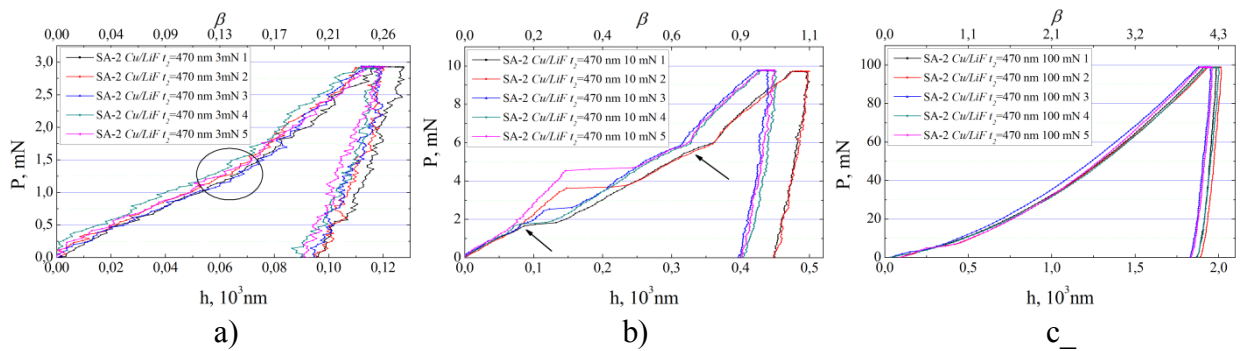 β
0,00 0,04 0,09 0,13 0,17 0,21 0,26
3,0
2,5
2,0
1,5
1,0
0,5
0,0
P, mN
SA-2 Cu/LiF t₂=470 nm 3mN 1
SA-2 Cu/LiF t₂=470 nm 3mN 2
SA-2 Cu/LiF t₂=470 nm 3mN 3
SA-2 Cu/LiF t₂=470 nm 3mN 4
SA-2 Cu/LiF t₂=470 nm 3mN 5
0,00 0,02 0,04 0,06 0,08 0,10 0,12
h, 10³nm
a)
β
0,0 0,2 0,4 0,6 0,9 1,1
10
8
6
4
2
0
P, mN
SA-2 Cu/LiF t₂=470 nm 10 mN 1
SA-2 Cu/LiF t₂=470 nm 10 mN 2
SA-2 Cu/LiF t₂=470 nm 10 mN 3
SA-2 Cu/LiF t₂=470 nm 10 mN 4
SA-2 Cu/LiF t₂=470 nm 10 mN 5
0,0 0,1 0,2 0,3 0,4 0,5
h, 10³nm
b)
β
0,0 1,1 2,1 3,2 4,3
100
80
60
40
20
0
P, mN
SA-2 Cu/LiF t₂=470 nm 100 mN 1
SA-2 Cu/LiF t₂=470 nm 100 mN 2
SA-2 Cu/LiF t₂=470 nm 100 mN 3
SA-2 Cu/LiF t₂=470 nm 100 mN 4
SA-2 Cu/LiF t₂=470 nm 100 mN 5
0,0 0,5 1,0 1,5 2,0
h, 10³nm
c_